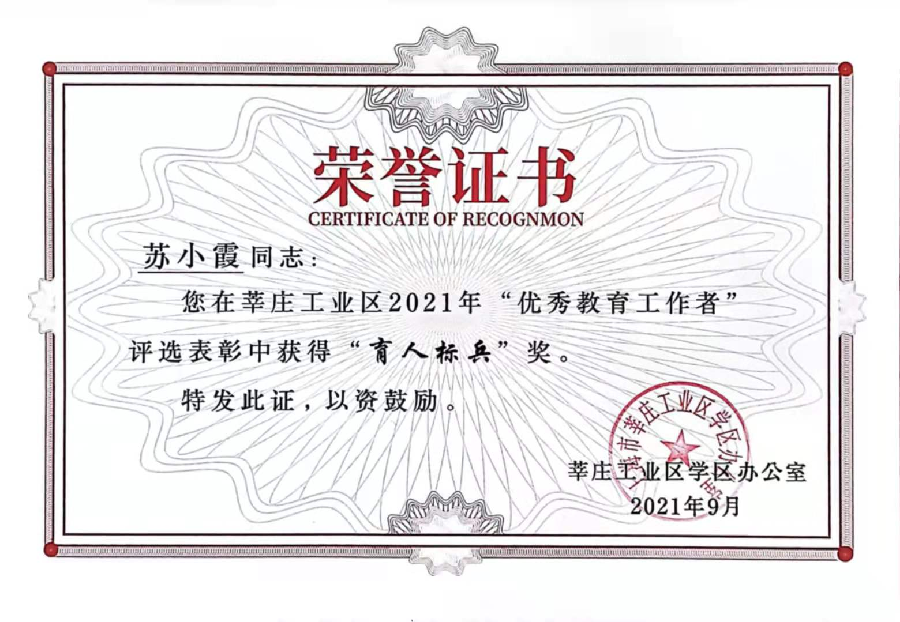 荣誉证书
CERTIFICATE OF RECOGNMON
苏小霞同志：
您在莘庄工业区2021年“优秀教育工作者”
评选表彰中获得“育人标兵”奖。
特发此证，以资鼓励。
莘庄工业区学区办公室
2021年9月
上海市莘庄工业区学区办公室